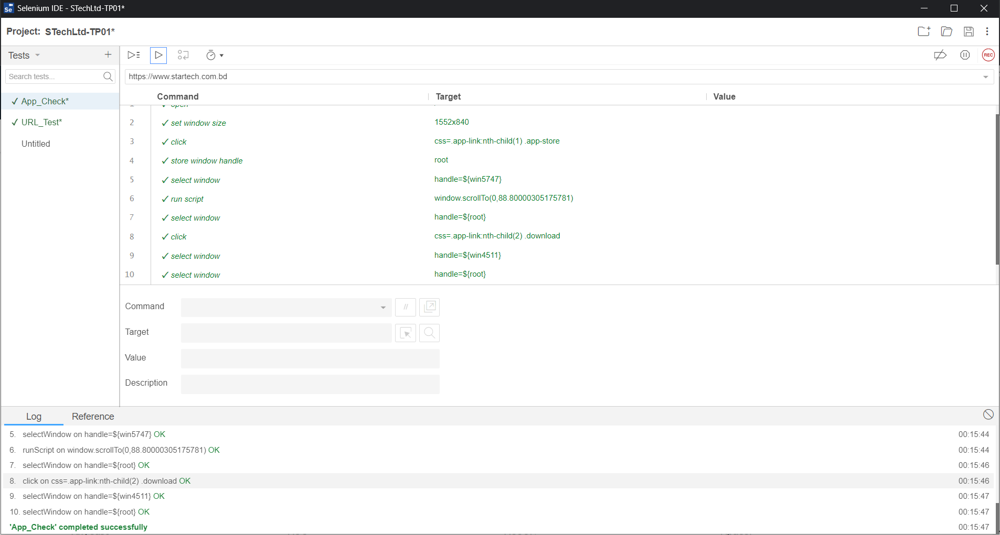 Selenium IDE - STechLtd-TP01*
Project: STechLtd-TP01*
Tests
Search tests...
https://www.startech.com.bd
✓ App_Check*
✓ URL_Test*
Untitled
Command Target Value
1 ✓ open
2 ✓ set window size 1552x840
3 ✓ click css=.app-link:nth-child(1) .app-store
4 ✓ store window handle root
5 ✓ select window handle=${win5747}
6 ✓ run script window.scrollTo(0,88.80000305175781)
7 ✓ select window handle=${root}
8 ✓ click css=.app-link:nth-child(2) .download
9 ✓ select window handle=${win4511}
10 ✓ select window handle=${root}
Command //
Target
Value
Description
REC
Log Reference
5. selectWindow on handle=${win5747} OK 00:15:44
6. runScript on window.scrollTo(0,88.80000305175781) OK 00:15:44
7. selectWindow on handle=${root} OK 00:15:46
8. click on css=.app-link:nth-child(2) .download OK 00:15:46
9. selectWindow on handle=${win4511} OK 00:15:47
10. selectWindow on handle=${root} OK 00:15:47
'App_Check' completed successfully 00:15:47